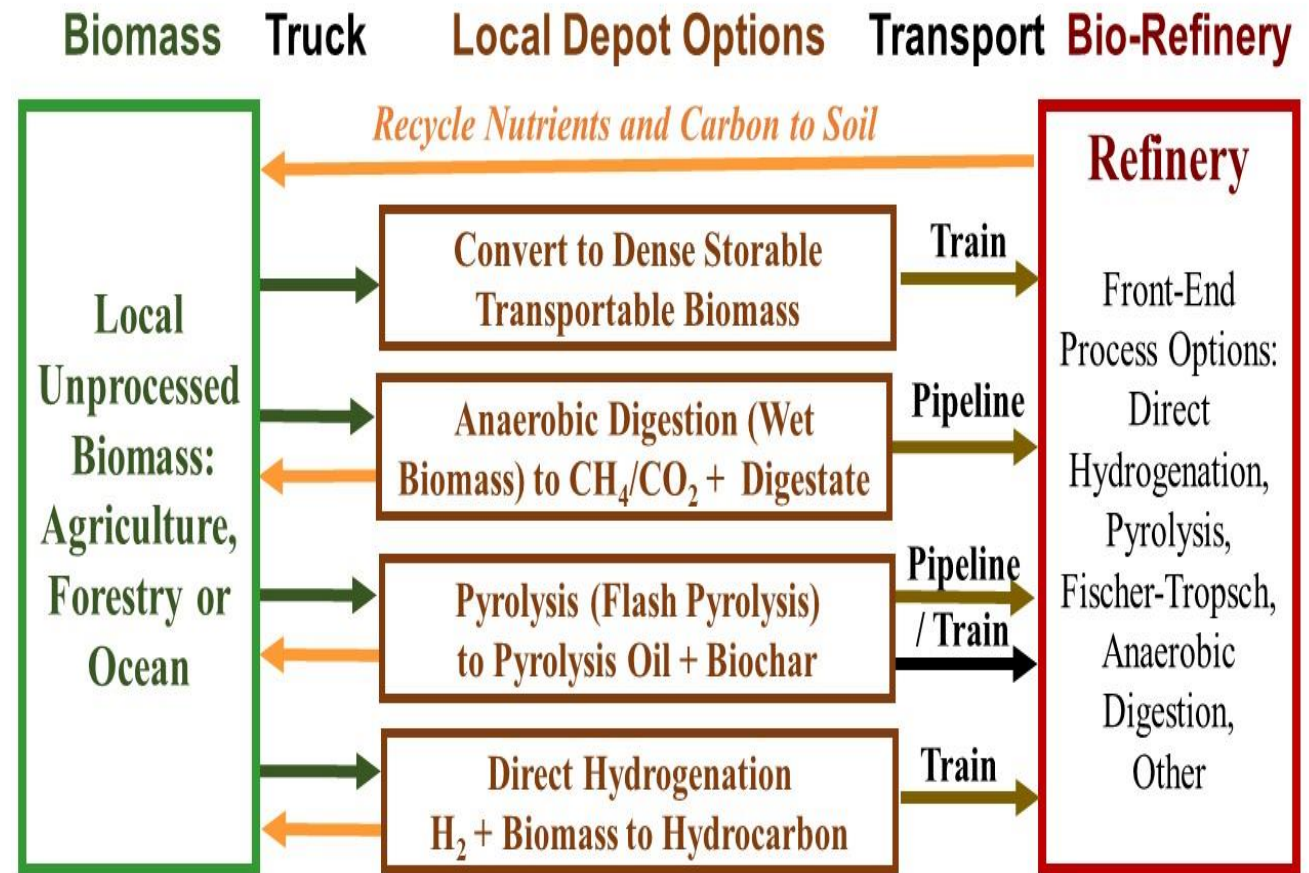 Biomass Truck Local Depot Options Transport Bio-Refinery
Recycle Nutrients and Carbon to Soil
Local
Unprocessed
Biomass:
Agriculture,
Forestry or
Ocean
Convert to Dense Storable
Transportable Biomass
Train
Anaerobic Digestion (Wet
Biomass) to CH₄/CO₂ + Digestate
Pipeline
Pyrolysis (Flash Pyrolysis)
to Pyrolysis Oil + Biochar
Pipeline
/ Train
Direct Hydrogenation
H₂ + Biomass to Hydrocarbon
Train
Refinery
Front-End
Process Options:
Direct
Hydrogenation,
Pyrolysis,
Fischer-Tropsch,
Anaerobic
Digestion,
Other